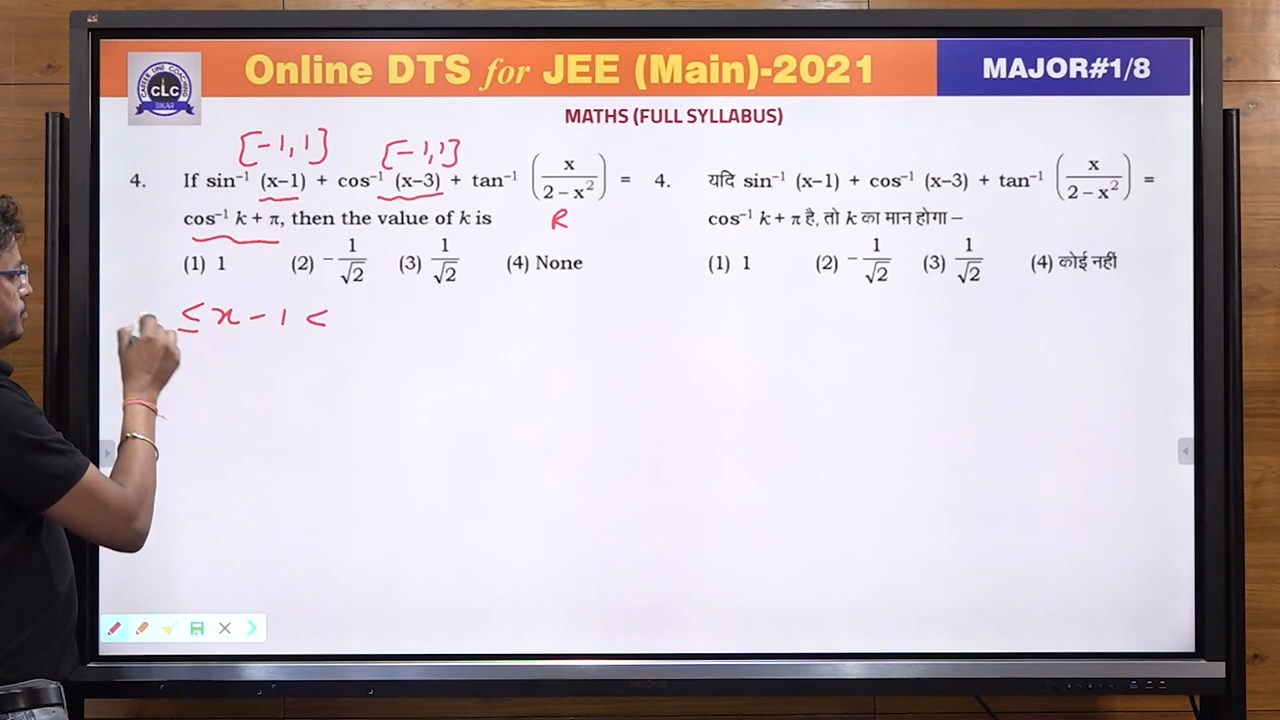 Online DTS for JEE (Main)-2021
MAJOR#1/8
CAREER LINE COACHING
CLC
SIKAR
MATHS (FULL SYLLABUS)
[-1,1] [-1,1]
4. If sin⁻¹ (x–1) + cos⁻¹ (x–3) + tan⁻¹ (x/(2 – x²)) =
cos⁻¹ k + π, then the value of k is
R
(1) 1 (2) –1/√2 (3) 1/√2 (4) None
≤ x - 1 <
4. यदि sin⁻¹ (x–1) + cos⁻¹ (x–3) + tan⁻¹ (x/(2 – x²)) =
cos⁻¹ k + π है, तो k का मान होगा –
(1) 1 (2) –1/√2 (3) 1/√2 (4) कोई नहीं